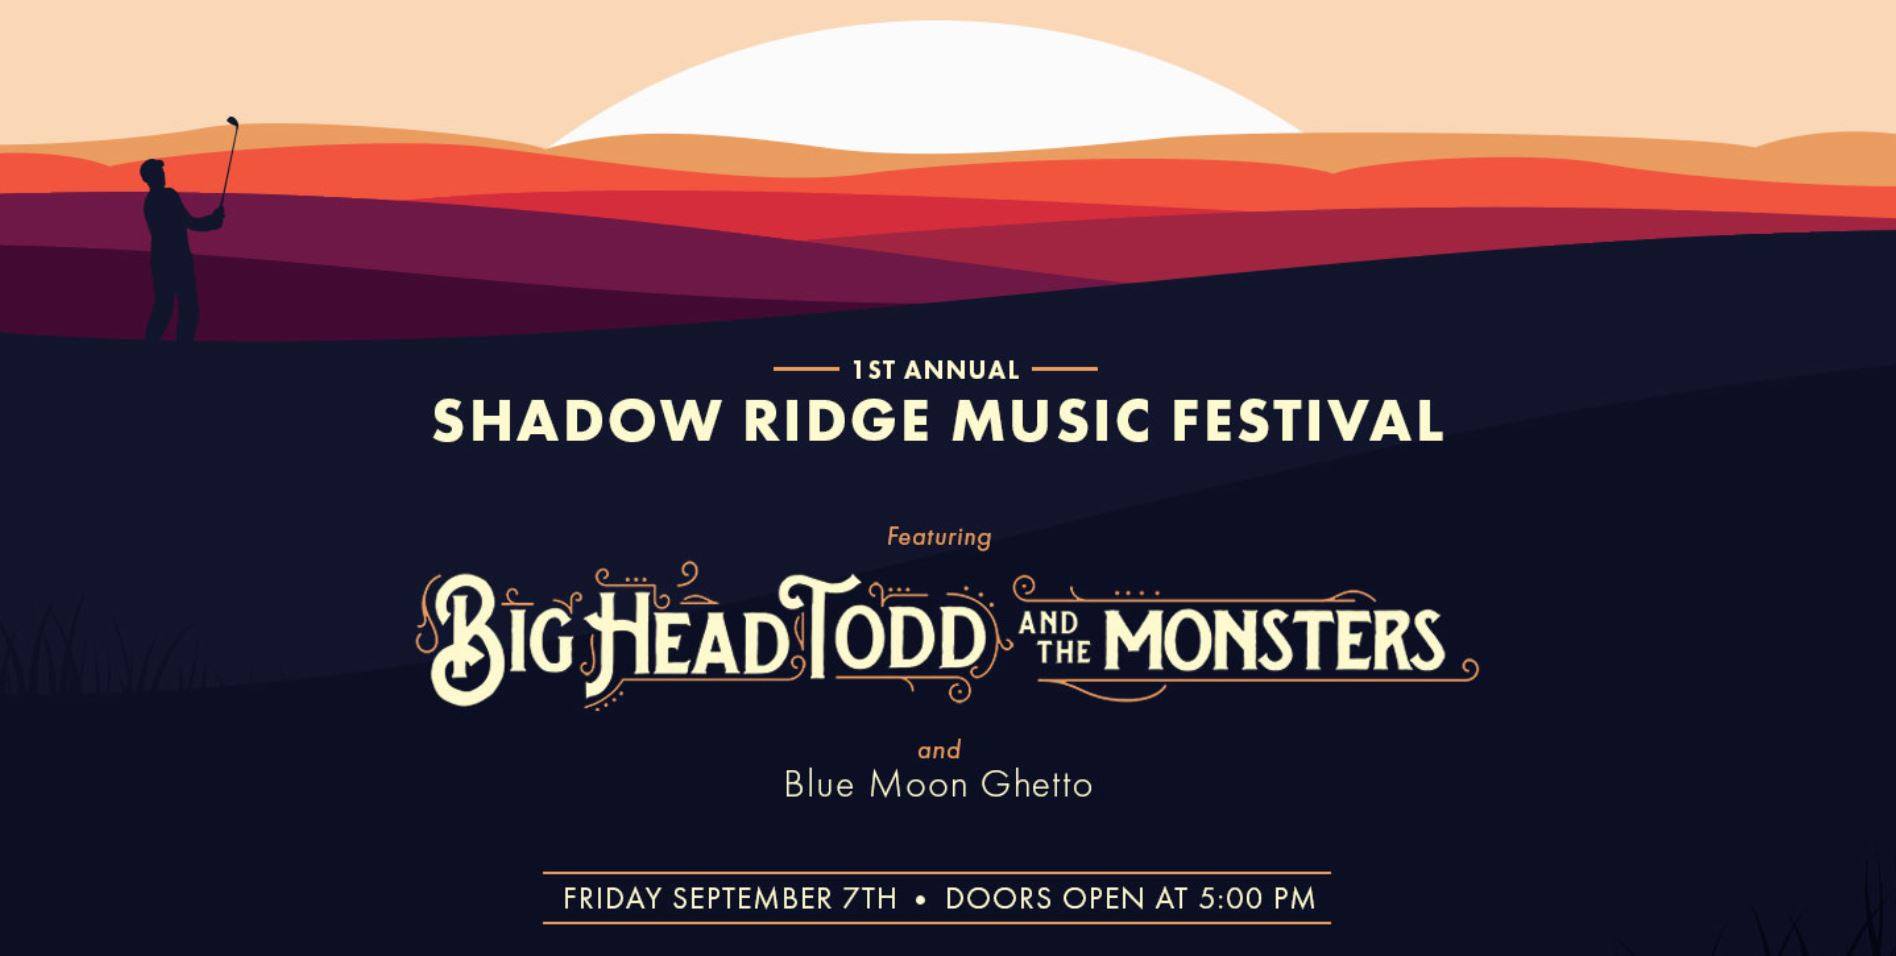 1ST ANNUAL
SHADOW RIDGE MUSIC FESTIVAL
Featuring
BIG HEAD TODD AND THE MONSTERS
and
Blue Moon Ghetto
FRIDAY SEPTEMBER 7TH • DOORS OPEN AT 5:00 PM